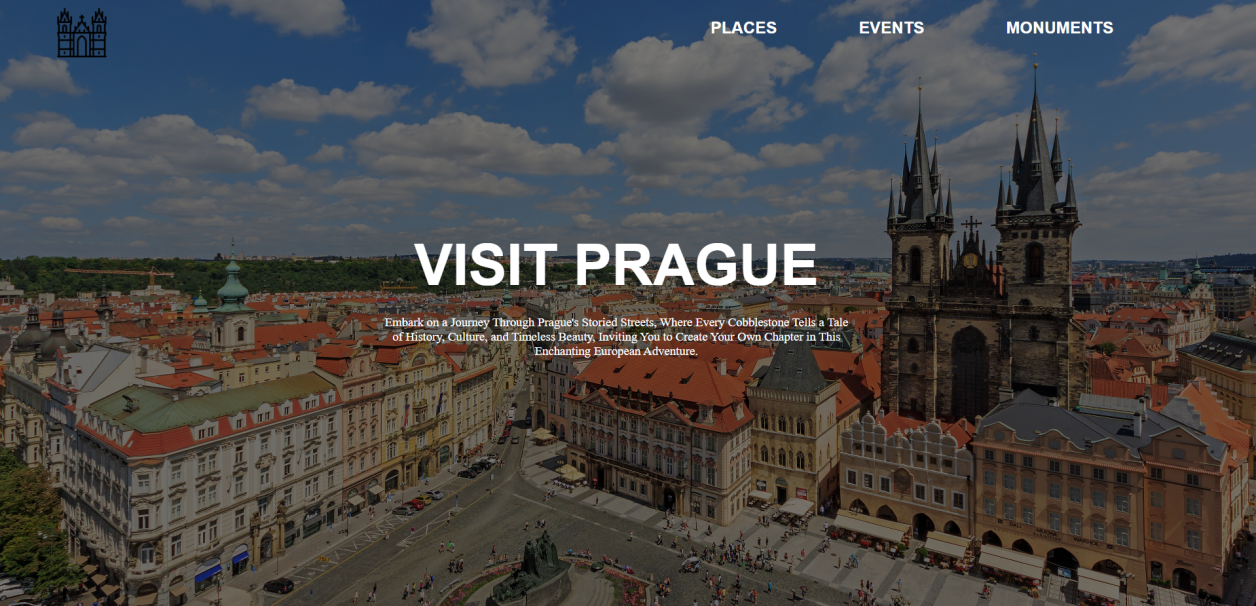 PLACES EVENTS MONUMENTS
VISIT PRAGUE
Embark on a Journey Through Prague's Storied Streets, Where Every Cobblestone Tells a Tale
of History, Culture, and Timeless Beauty, Inviting You to Create Your Own Chapter in This
Enchanting European Adventure.